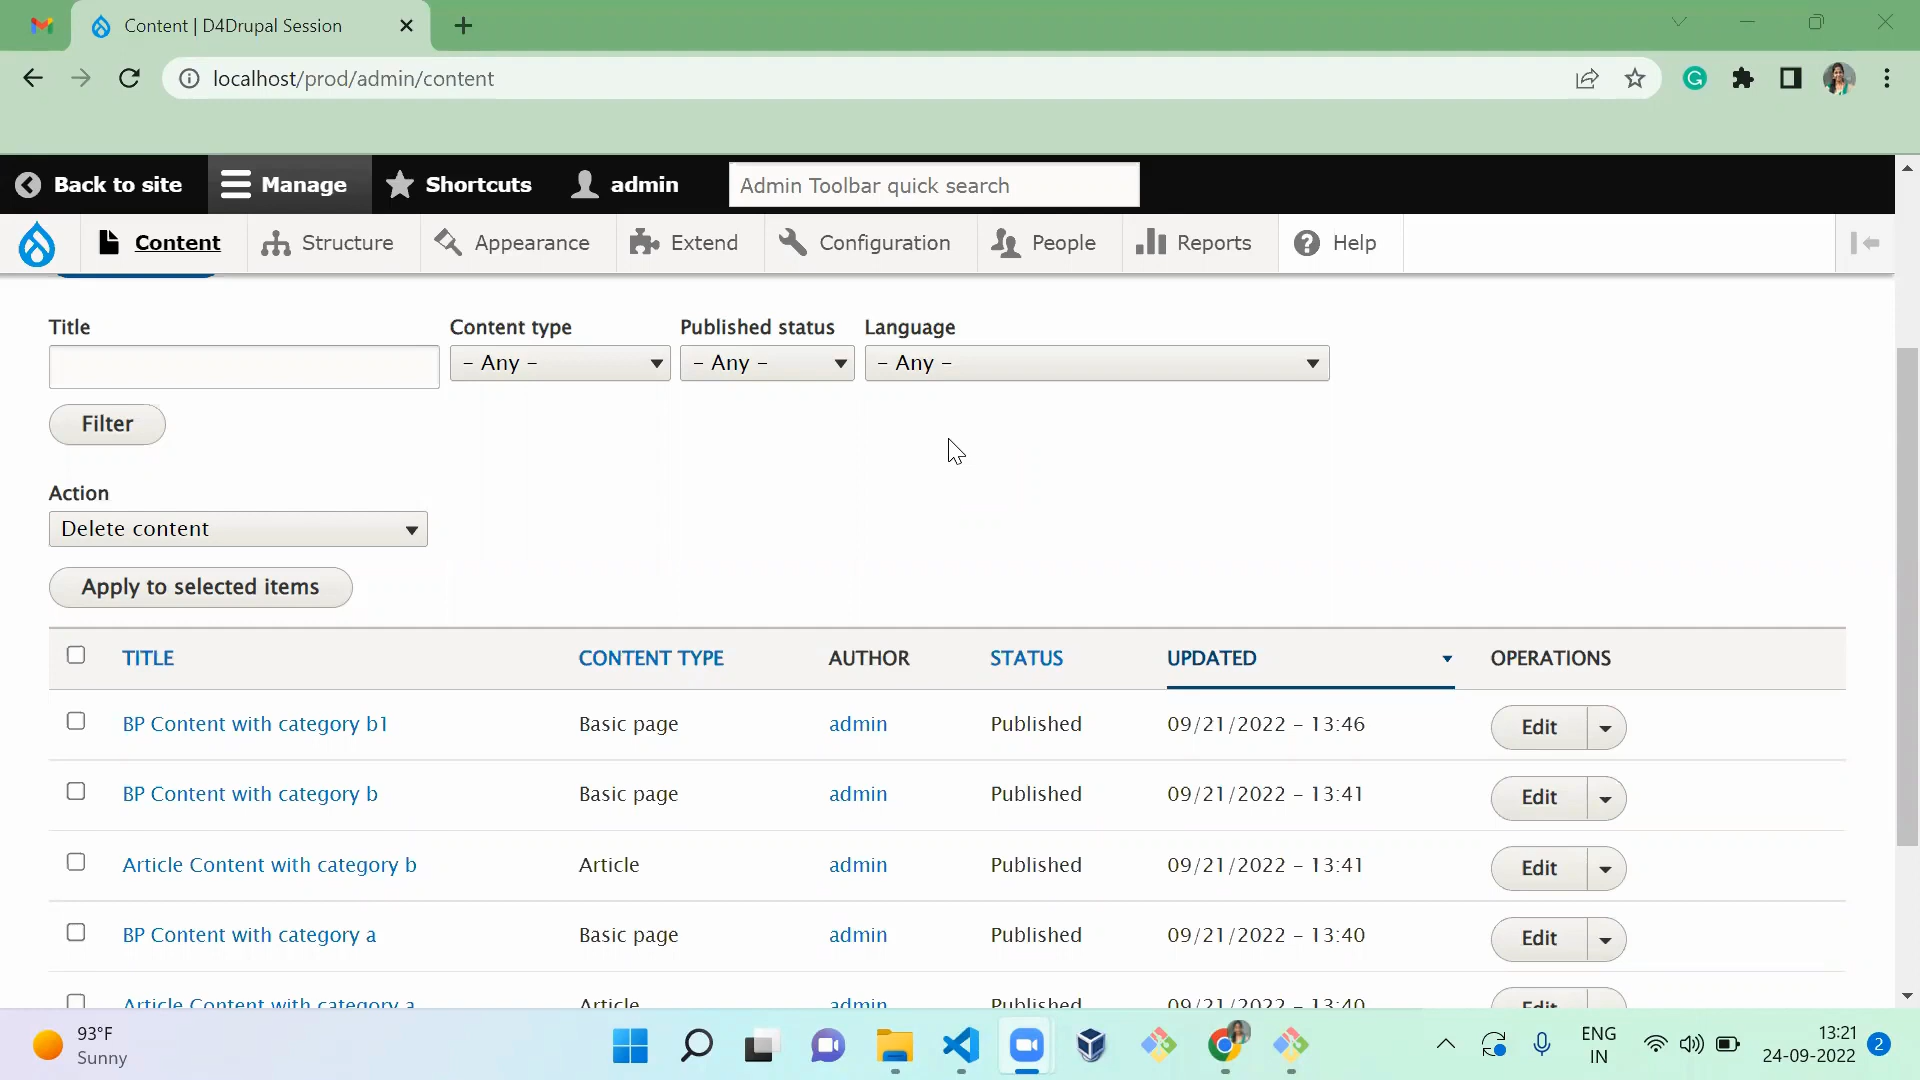 Content | D4Drupal Session
localhost/prod/admin/content
Back to site Manage Shortcuts admin Admin Toolbar quick search
Content Structure Appearance Extend Configuration People Reports Help
Title Content type Published status Language
- Any - - Any - - Any -
Filter
Action
Delete content
Apply to selected items
TITLE CONTENT TYPE AUTHOR STATUS UPDATED OPERATIONS
BP Content with category b1 Basic page admin Published 09/21/2022 - 13:46 Edit
BP Content with category b Basic page admin Published 09/21/2022 - 13:41 Edit
Article Content with category b Article admin Published 09/21/2022 - 13:41 Edit
BP Content with category a Basic page admin Published 09/21/2022 - 13:40 Edit
Article Content with category a Article admin Published 09/21/2022 - 13:40 Edit
93°F ENG 13:21
Sunny IN 24-09-2022 2